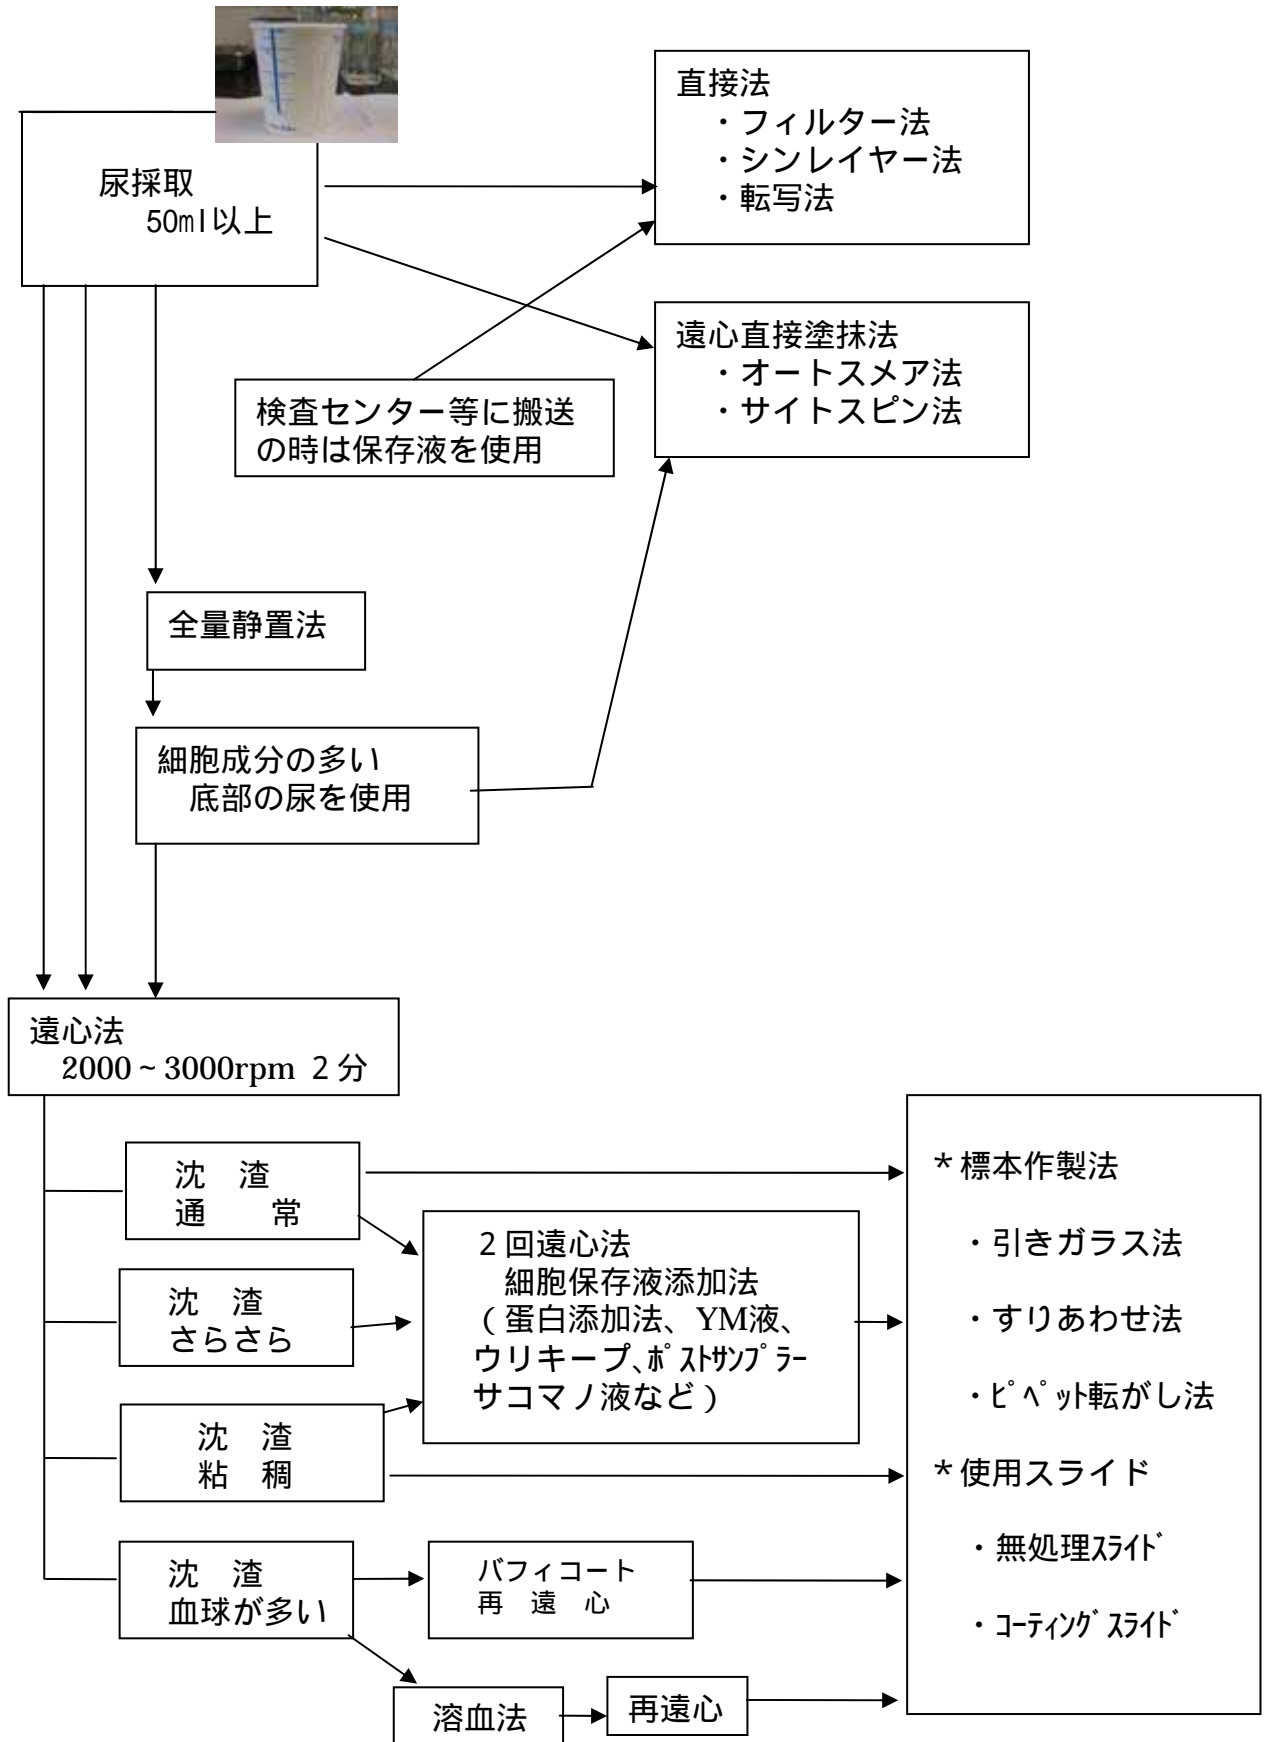 尿採取
50ml以上
直接法
・フィルター法
・シンレイヤー法
・転写法
遠心直接塗抹法
・オートスメア法
・サイトスピン法
検査センター等に搬送
の時は保存液を使用
全量静置法
細胞成分の多い
底部の尿を使用
遠心法
2000～3000rpm ２分
沈　渣
通　　常
沈　渣
さらさら
沈　渣
粘　稠
沈　渣
血球が多い
２回遠心法
細胞保存液添加法
（蛋白添加法、YM液、
ウリキープ、ﾎﾟｽﾄｻﾝﾌﾟﾗｰ
サコマノ液など）
バフィコート
再　遠　心
溶血法
再遠心
＊標本作製法
・引きガラス法
・すりあわせ法
・ﾋﾟﾍﾟｯﾄ転がし法
＊使用スライド
・無処理ｽﾗｲﾄﾞ
・ｺｰﾃｨﾝｸﾞｽﾗｲﾄﾞ